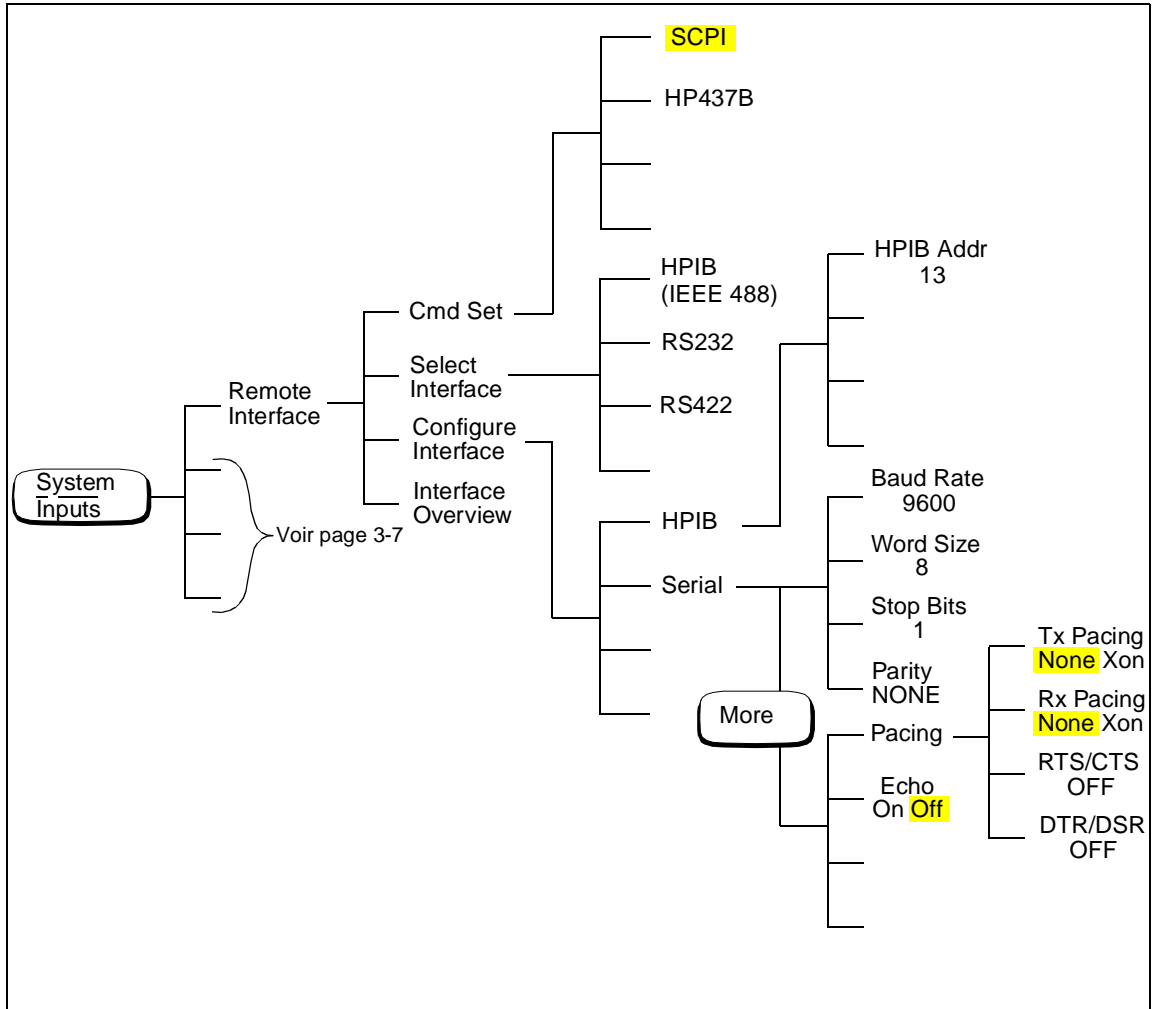 SCPI
HP437B
HPIB
(IEEE 488)
RS232
RS422
HPIB Addr
13
Cmd Set
Select
Interface
Configure
Interface
Interface
Overview
Remote
Interface
System
Inputs
Voir page 3-7
HPIB
Serial
Baud Rate
9600
Word Size
8
Stop Bits
1
Parity
NONE
More
Pacing
Echo
On Off
Tx Pacing
None Xon
Rx Pacing
None Xon
RTS/CTS
OFF
DTR/DSR
OFF